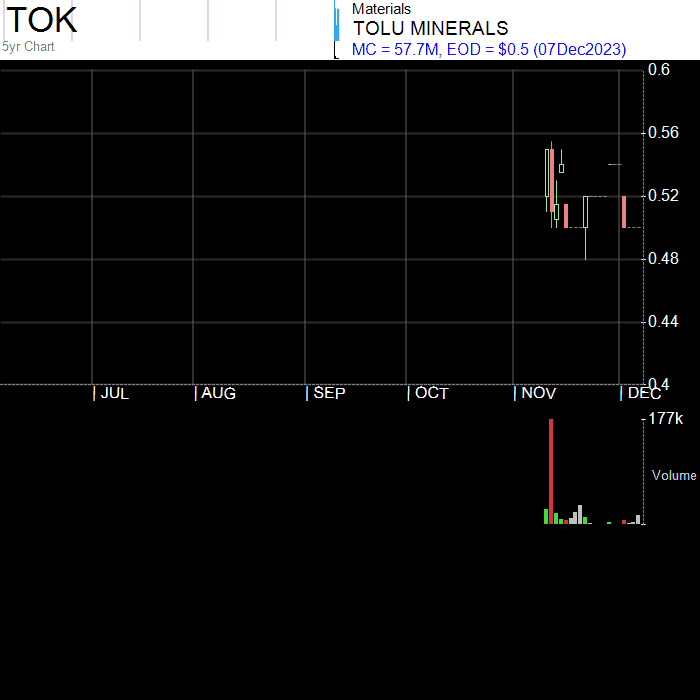 TOK
5yr Chart
Materials
TOLU MINERALS
MC = 57.7M, EOD = $0.5 (07Dec2023)
0.6
0.56
0.52
0.48
0.44
0.4
JUL AUG SEP OCT NOV DEC
177k
Volume